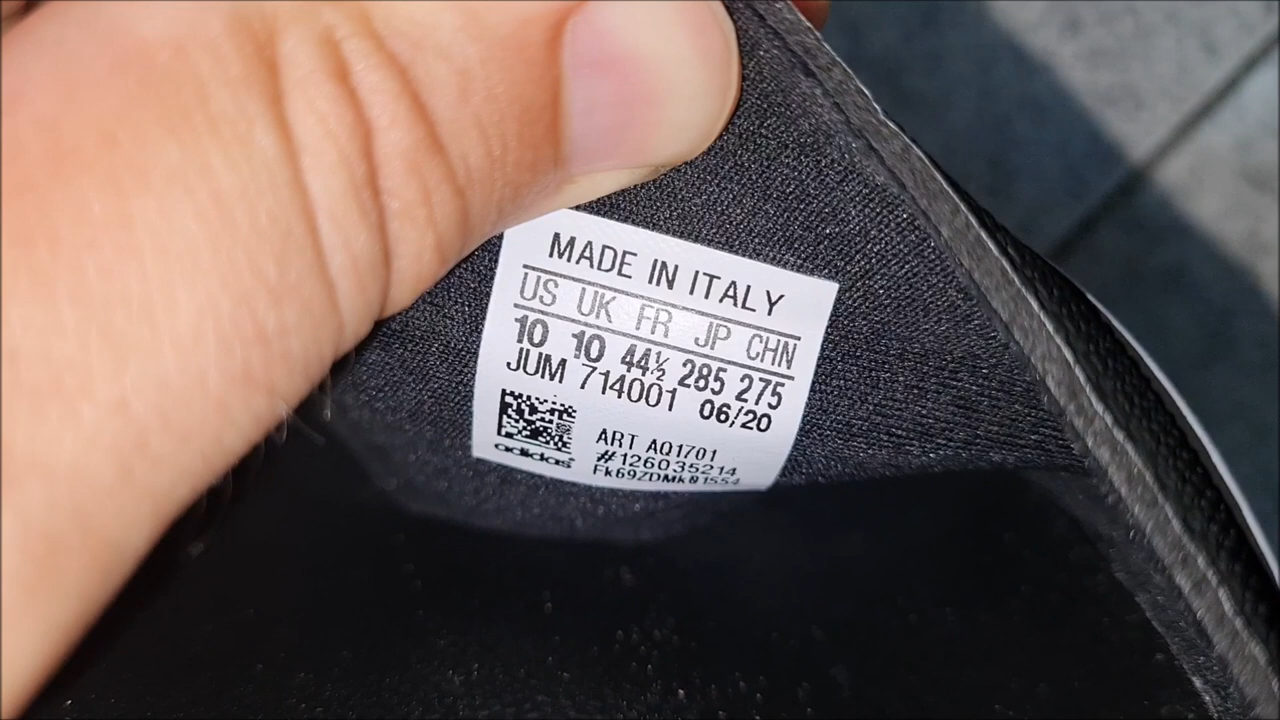 MADE IN ITALY
US UK FR JP CHN
10 10 44½ 285 275
JUM 714001 06/20
ART AQ1701
#126035214
Fk69ZDMk01554
adidas